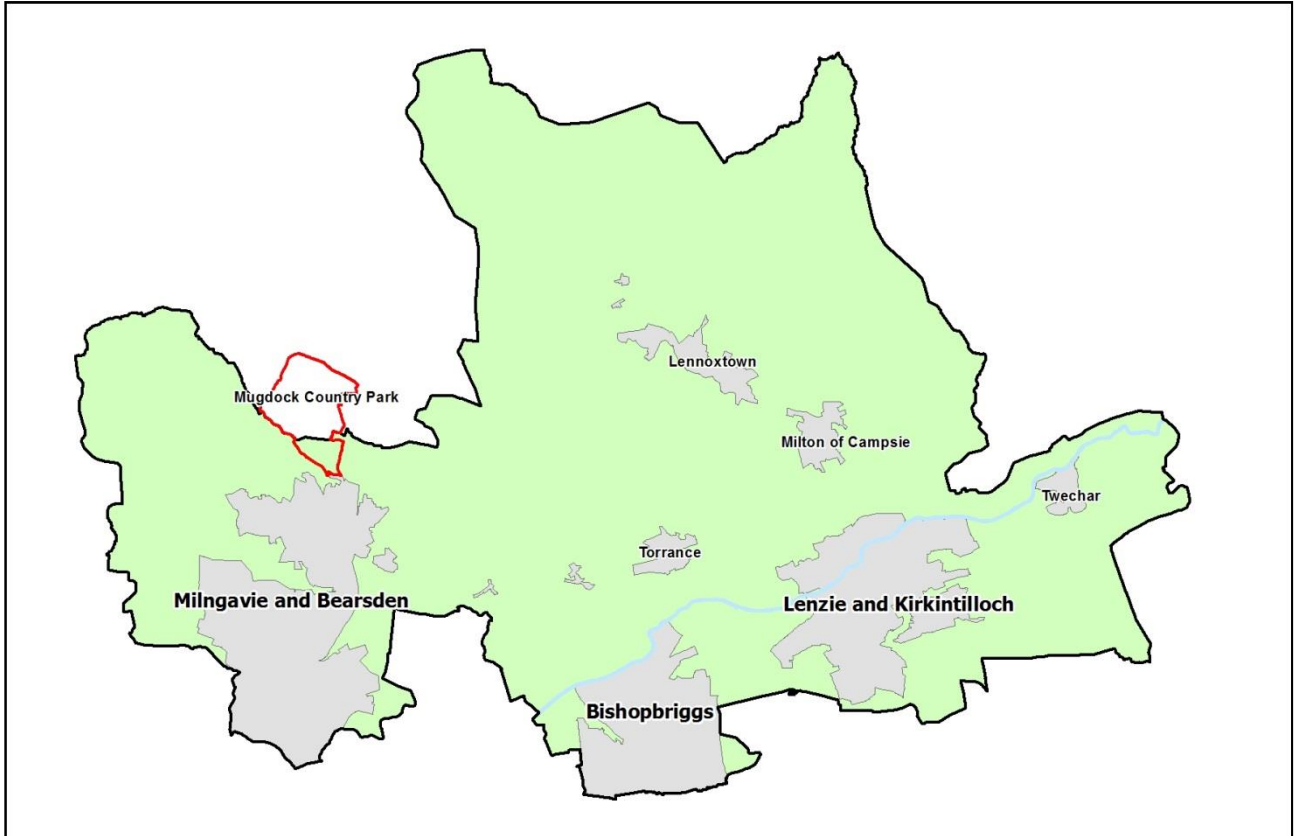 Lennoxtown
Mugdock Country Park
Milton of Campsie
Twechar
Torrance
Milngavie and Bearsden
Lenzie and Kirkintilloch
Bishopbriggs